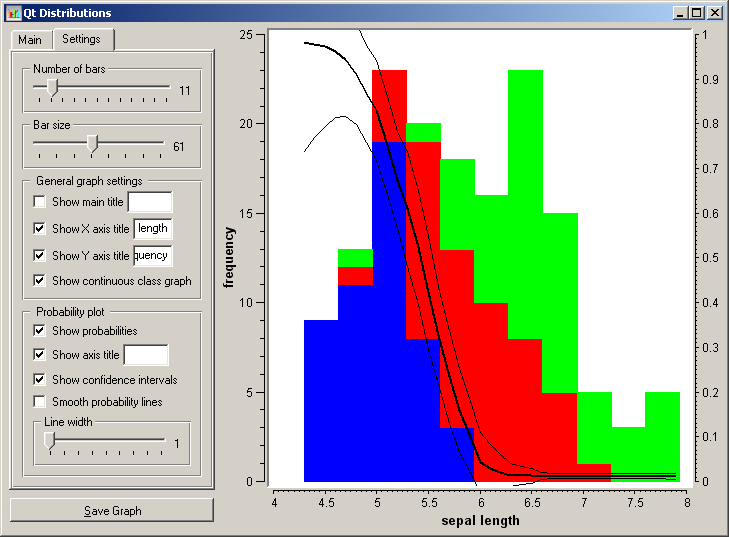 Qt Distributions
Main
Settings
Number of bars
11
Bar size
61
General graph settings
Show main title
Show X axis title length
Show Y axis title quency
Show continuous class graph
Probability plot
Show probabilities
Show axis title
Show confidence intervals
Smooth probability lines
Line width
1
Save Graph
frequency
25
20
15
10
5
0
1
0.9
0.8
0.7
0.6
0.5
0.4
0.3
0.2
0.1
0
4 4.5 5 5.5 6 6.5 7 7.5 8
sepal length